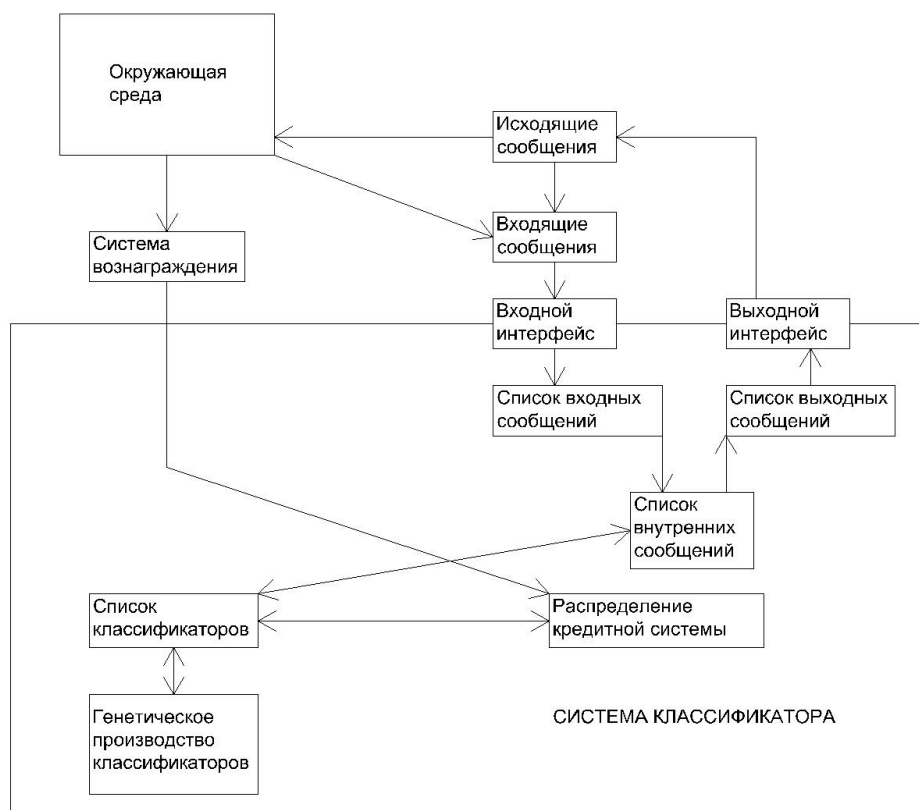 Окружающая
среда
Исходящие
сообщения
Входящие
сообщения
Система
вознаграждения
Входной
интерфейс
Выходной
интерфейс
Список входных
сообщений
Список выходных
сообщений
Список
внутренних
сообщений
Список
классификаторов
Распределение
кредитной системы
Генетическое
производство
классификаторов
СИСТЕМА КЛАССИФИКАТОРА